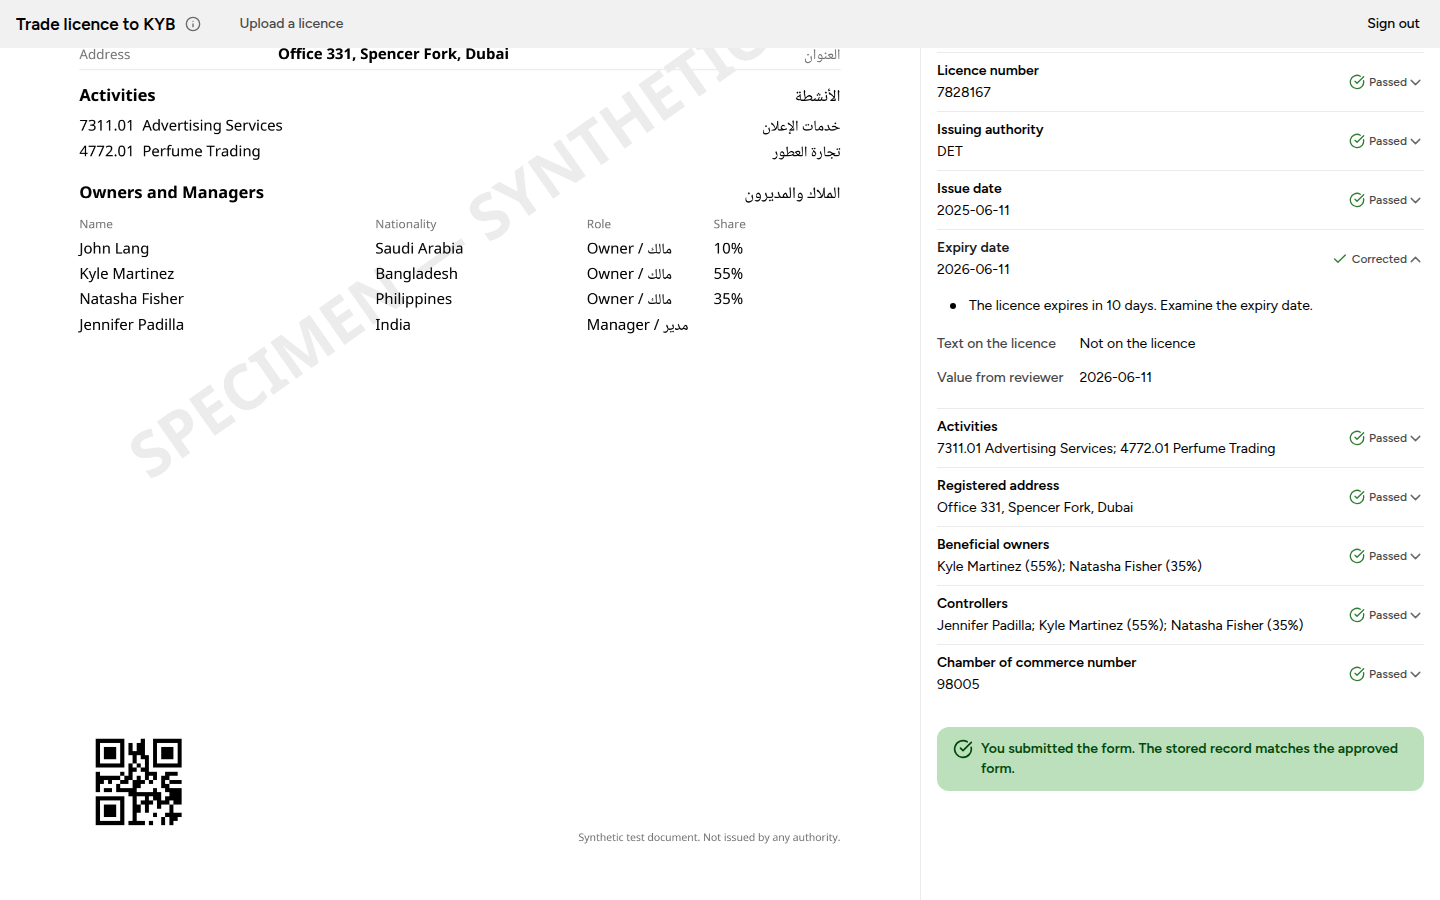 Trade licence to KYB
Upload a licence
Sign out
Address Office 331, Spencer Fork, Dubai العنوان
Activities الأنشطة
7311.01 Advertising Services خدمات الإعلان
4772.01 Perfume Trading تجارة العطور
Owners and Managers الملاك والمديرون
Name Nationality Role Share
John Lang Saudi Arabia Owner / مالك 10%
Kyle Martinez Bangladesh Owner / مالك 55%
Natasha Fisher Philippines Owner / مالك 35%
Jennifer Padilla India Manager / مدير
SPECIMEN — SYNTHETIC
Synthetic test document. Not issued by any authority.
Licence number
7828167
Passed
Issuing authority
DET
Passed
Issue date
2025-06-11
Passed
Expiry date
2026-06-11
Corrected
The licence expires in 10 days. Examine the expiry date.
Text on the licence Not on the licence
Value from reviewer 2026-06-11
Activities
7311.01 Advertising Services; 4772.01 Perfume Trading
Passed
Registered address
Office 331, Spencer Fork, Dubai
Passed
Beneficial owners
Kyle Martinez (55%); Natasha Fisher (35%)
Passed
Controllers
Jennifer Padilla; Kyle Martinez (55%); Natasha Fisher (35%)
Passed
Chamber of commerce number
98005
Passed
You submitted the form. The stored record matches the approved
form.